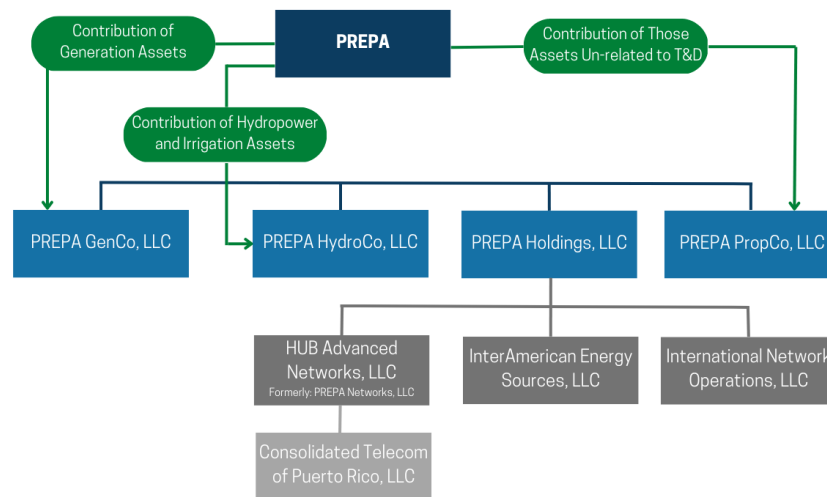 Contribution of
Generation Assets
PREPA
Contribution of Those
Assets Un-related to T&D
Contribution of Hydropower
and Irrigation Assets
PREPA GenCo, LLC
PREPA HydroCo, LLC
PREPA Holdings, LLC
PREPA PropCo, LLC
HUB Advanced
Networks, LLC
Formerly: PREPA Networks, LLC
InterAmerican Energy
Sources, LLC
International Network
Operations, LLC
Consolidated Telecom
of Puerto Rico, LLC